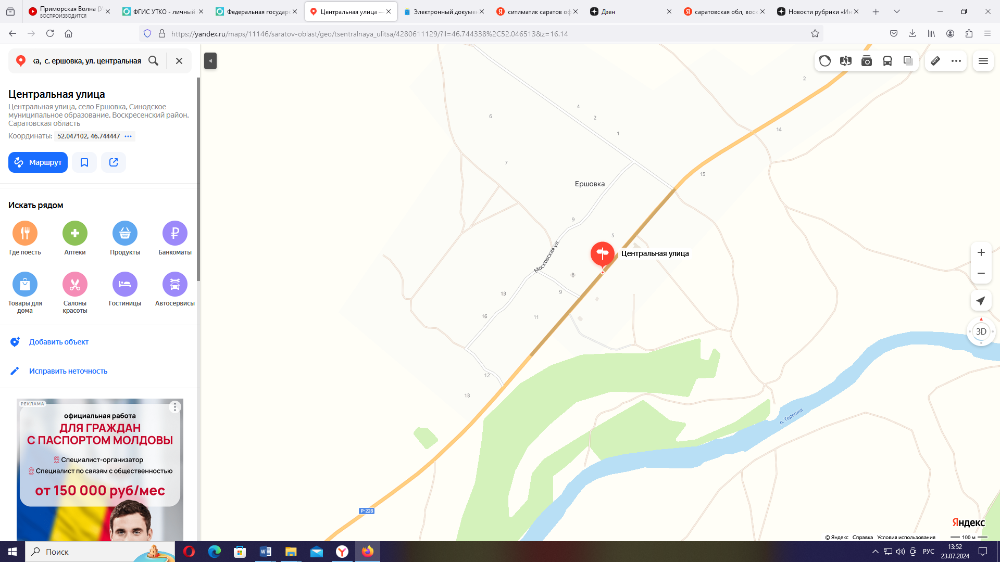 Приморская Волна (У
ВОСПРОИЗВОДИТСЯ
ФГИС УТКО - личный
Федеральная государс
Центральная улица —
Электронный докумен
ситиматик саратов оф
Дзен
саратовская обл, воск
Новости рубрики «Ин
https://yandex.ru/maps/11146/saratov-oblast/geo/tsentralnaya_ulitsa/4280611129/?ll=46.744338%2C52.046513&z=16.14
ка, с. ершовка, ул. центральная
Центральная улица
Центральная улица, село Ершовка, Синодское
муниципальное образование, Воскресенский район,
Саратовская область
Координаты: 52.047102, 46.744447
Маршрут
Искать рядом
Где поесть
Аптеки
Продукты
Банкоматы
Товары для
дома
Салоны
красоты
Гостиницы
Автосервисы
Добавить объект
Исправить неточность
РЕКЛАМА
официальная работа
ДЛЯ ГРАЖДАН
С ПАСПОРТОМ МОЛДОВЫ
Специалист-организатор
Специалист по связям с общественностью
от 150 000 руб/мес
2
4
6
2
14
1
7
15
Ершовка
9
5
Московская ул.
Центральная улица
8
13
9
16
11
12
13
3D
р. Терешка
Р-228
Яндекс
© Яндекс Справка Условия использования
100 м
Поиск
РУС
13:52
23.07.2024